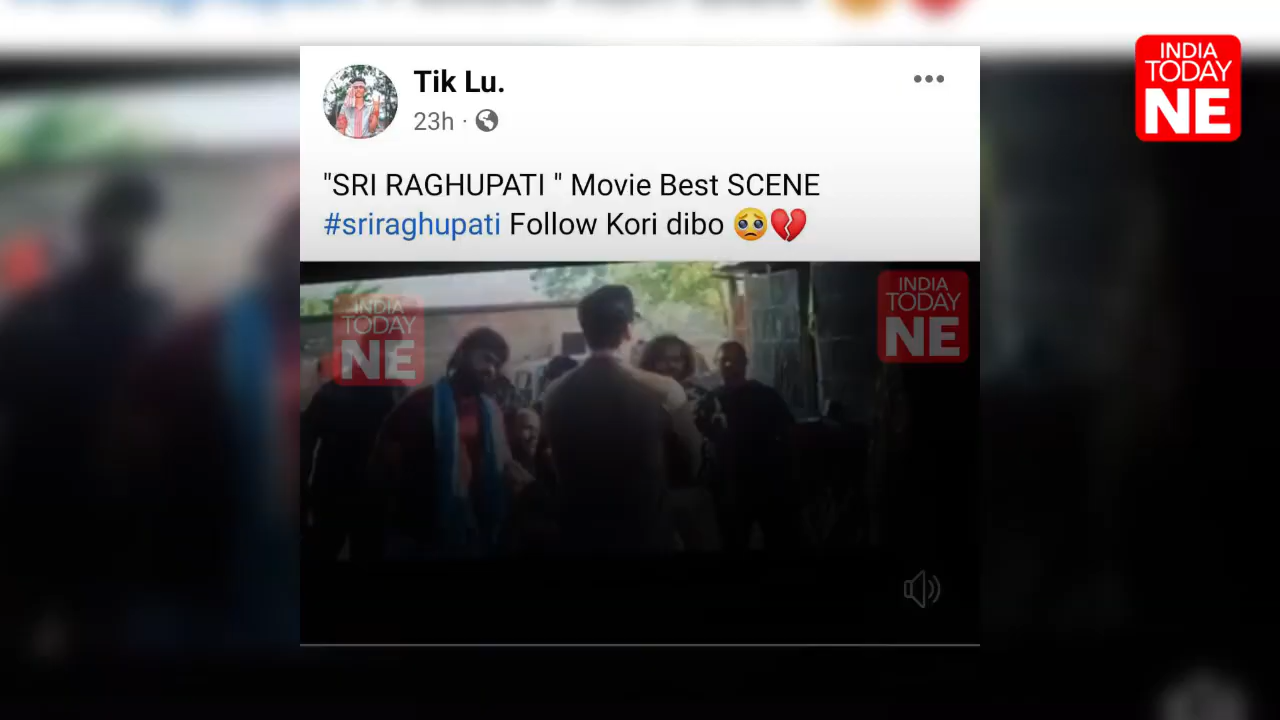 INDIA
TODAY
NE
Tik Lu.
23h ·
"SRI RAGHUPATI " Movie Best SCENE
#sriraghupati Follow Kori dibo 🥺💔
INDIA
TODAY
NE
INDIA
TODAY
NE